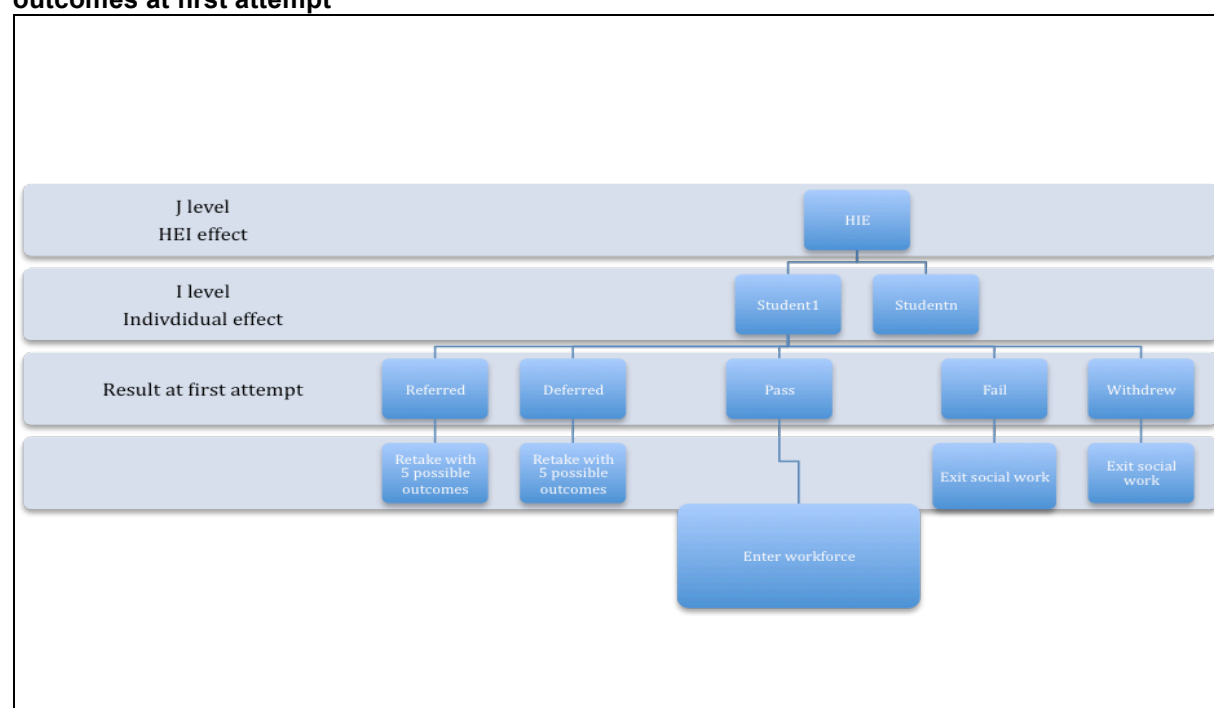 outcomes at first attempt
J level
HEI effect
HIE
I level
Indivdidual effect
Student1
Studentn
Result at first attempt
Referred
Deferred
Pass
Fail
Withdrew
Retake with
5 possible
outcomes
Retake with
5 possible
outcomes
Exit social work
Exit social
work
Enter workforce